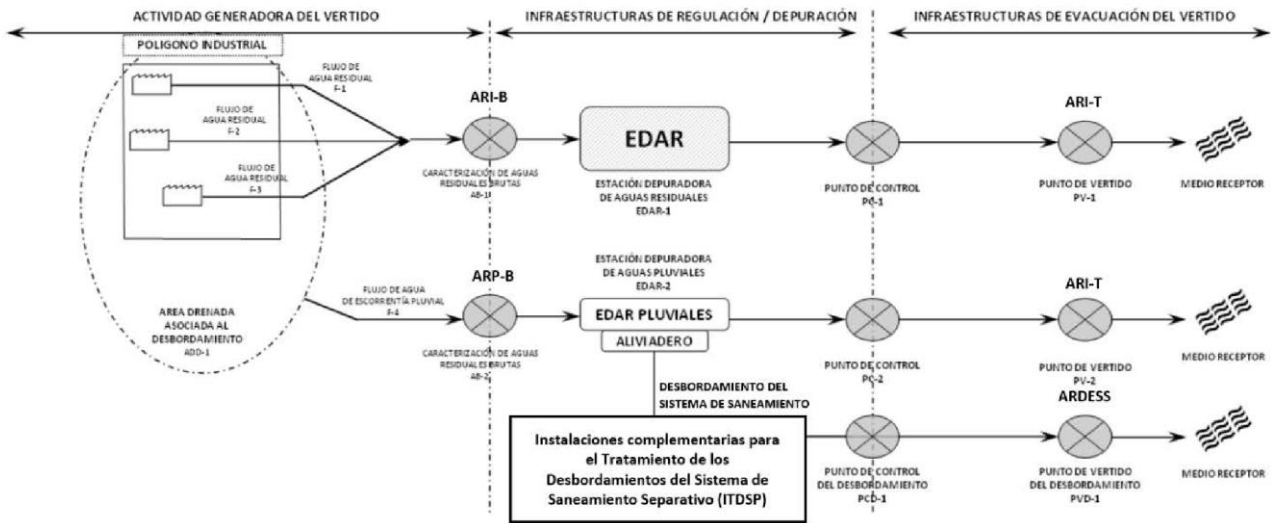 ACTIVIDAD GENERADORA DEL VERTIDO
INFRAESTRUCTURAS DE REGULACIÓN / DEPURACIÓN
INFRAESTRUCTURAS DE EVACUACIÓN DEL VERTIDO
POLIGONO INDUSTRIAL
FLUJO DE
AGUA RESIDUAL
F-1
FLUJO DE
AGUA RESIDUAL
F-2
FLUJO DE
AGUA RESIDUAL
F-3
ARI-B
CARACTERIZACIÓN DE AGUAS
RESIDUALES BRUTAS
AB-1
EDAR
ESTACIÓN DEPURADORA
DE AGUAS RESIDUALES
EDAR-1
PUNTO DE CONTROL
PC-1
ARI-T
PUNTO DE VERTIDO
PV-1
MEDIO RECEPTOR
AREA DRENADA
ASOCIADA AL
DESBORDAMIENTO
ADD-1
FLUJO DE AGUA
DE ESCORRENTÍA PLUVIAL
F-4
ARP-B
CARACTERIZACIÓN DE AGUAS
RESIDUALES BRUTAS
AB-2
ESTACIÓN DEPURADORA
DE AGUAS PLUVIALES
EDAR-2
EDAR PLUVIALES
ALIVIADERO
PUNTO DE CONTROL
PC-2
ARI-T
PUNTO DE VERTIDO
PV-2
MEDIO RECEPTOR
DESBORDAMIENTO DEL
SISTEMA DE SANEAMIENTO
Instalaciones complementarias para
el Tratamiento de los
Desbordamientos del Sistema de
Saneamiento Separativo (ITDSP)
PUNTO DE CONTROL
DEL DESBORDAMIENTO
PCD-1
ARDESS
PUNTO DE VERTIDO
DEL DESBORDAMIENTO
PVD-1
MEDIO RECEPTOR